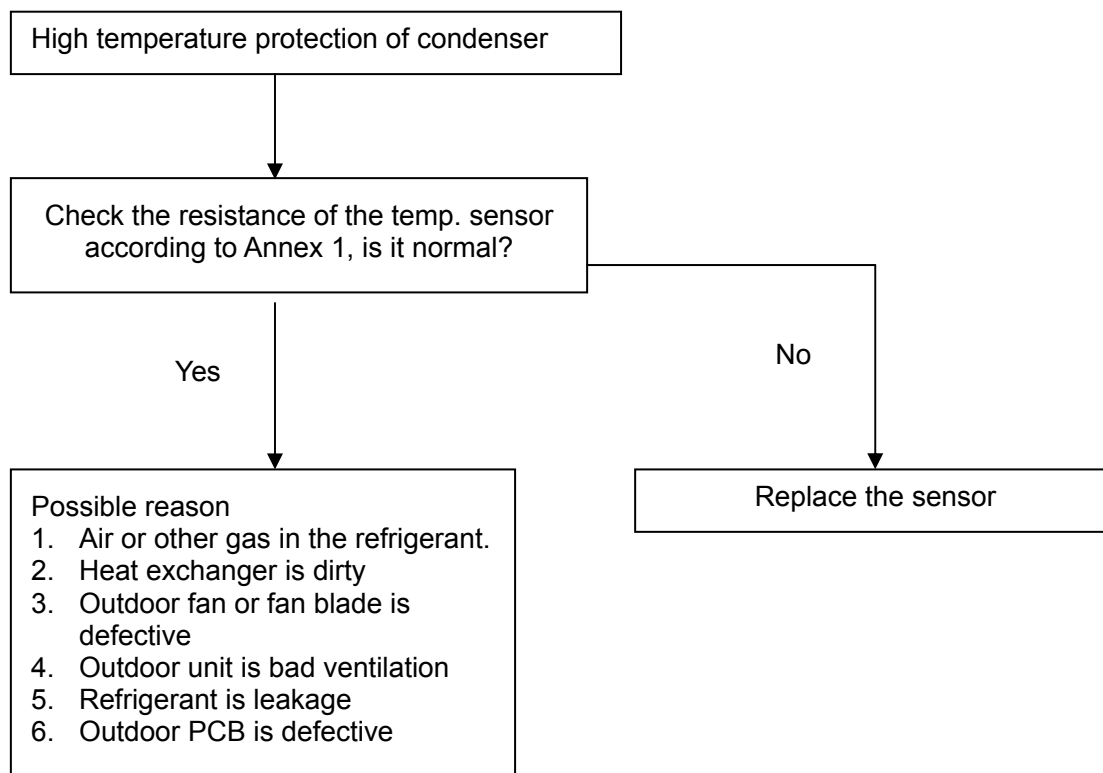 High temperature protection of condenser
Check the resistance of the temp. sensor
according to Annex 1, is it normal?
Yes
No
Possible reason
1. Air or other gas in the refrigerant.
2. Heat exchanger is dirty
3. Outdoor fan or fan blade is
defective
4. Outdoor unit is bad ventilation
5. Refrigerant is leakage
6. Outdoor PCB is defective
Replace the sensor